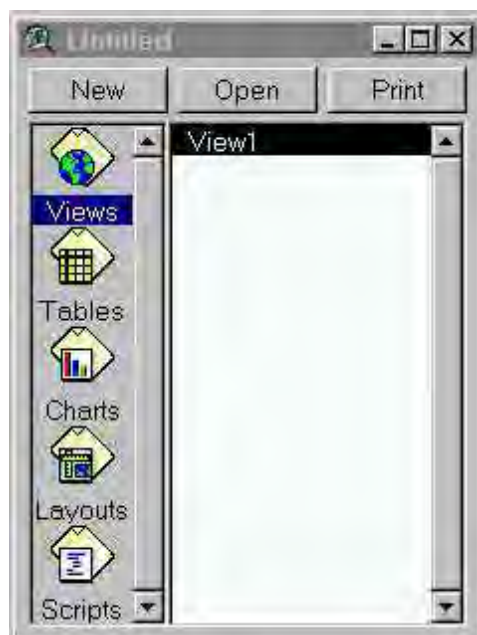 Untitled
New Open Print
View1
Views
Tables
Charts
Layouts
Scripts